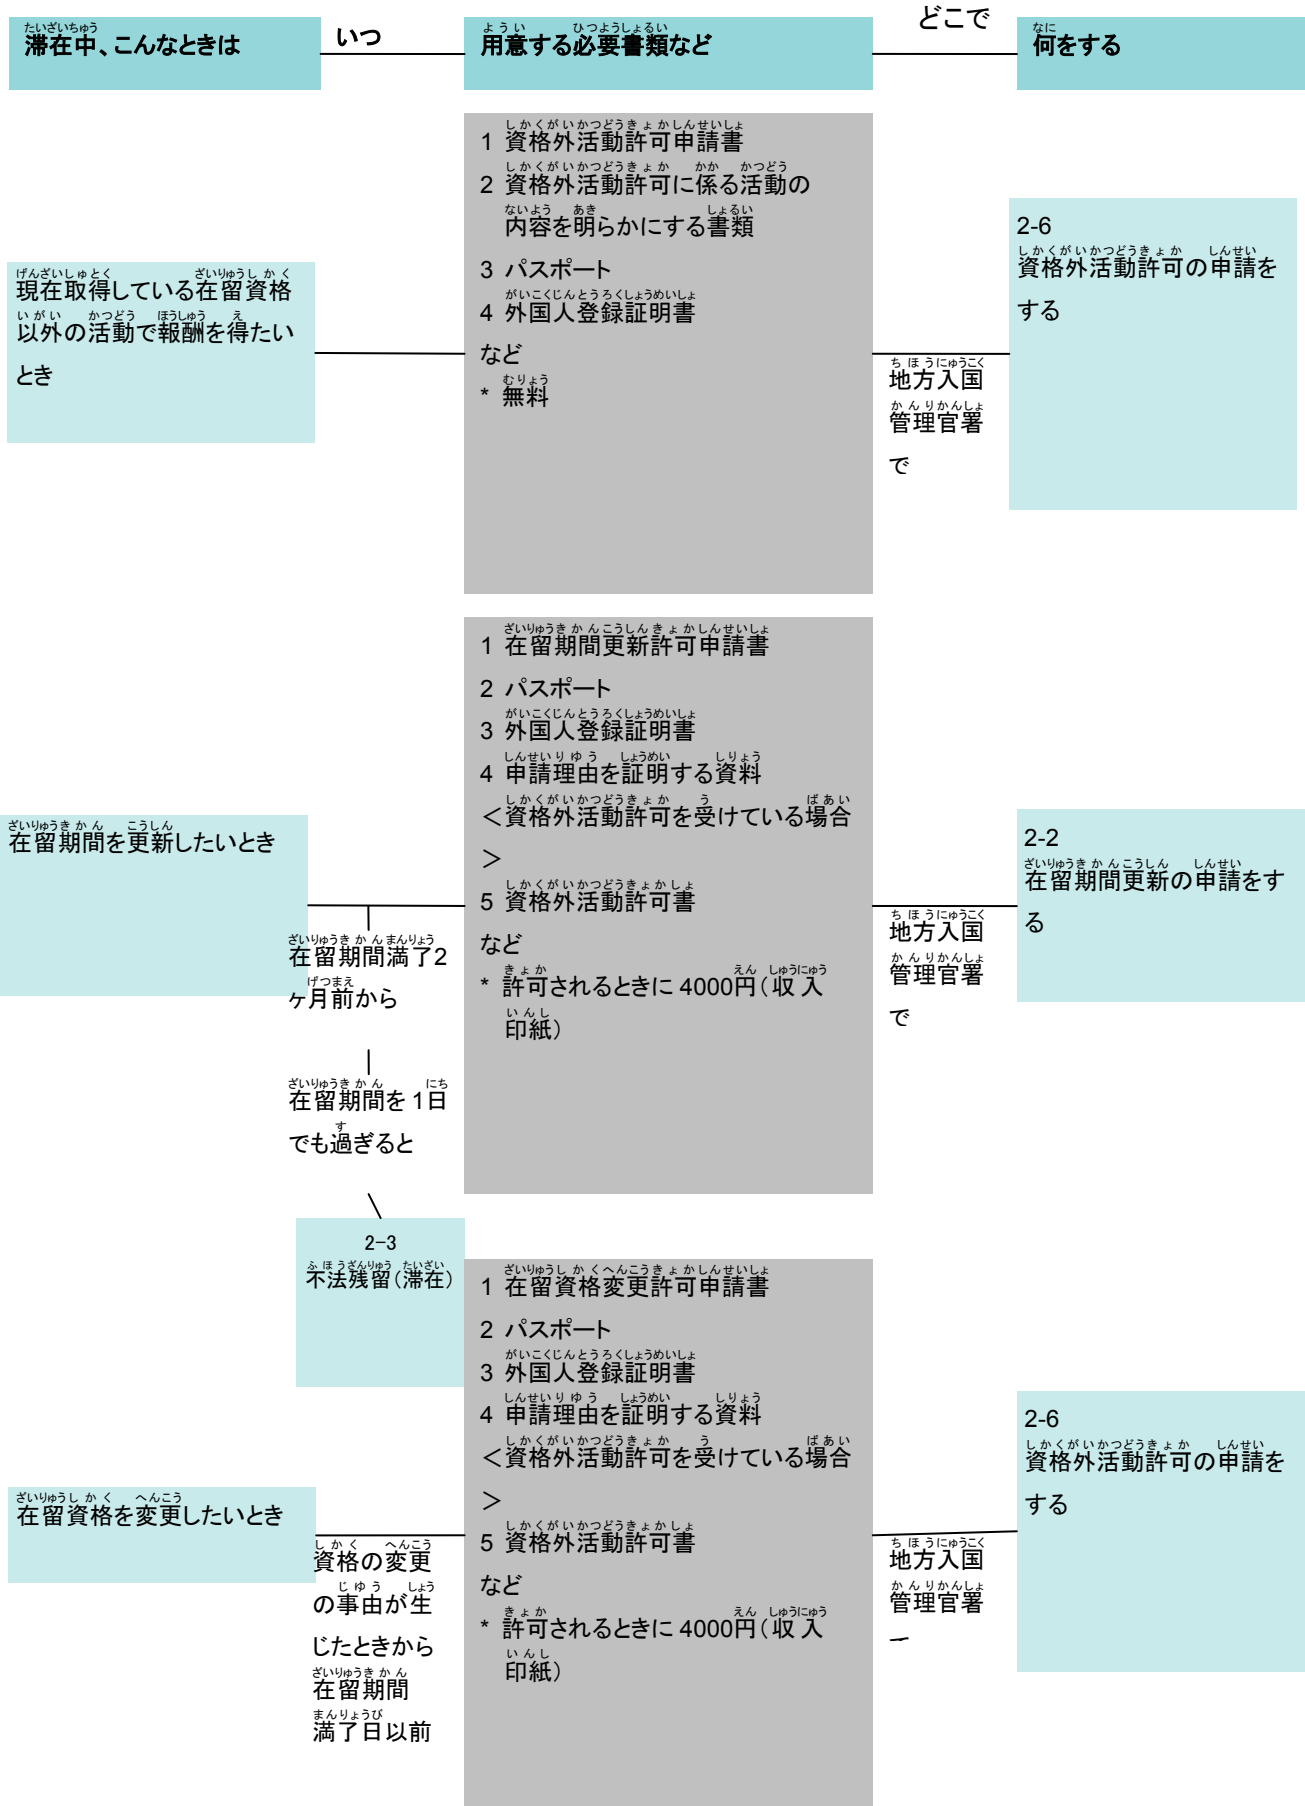 滞在中、こんなときは
いつ
用意する必要書類など
どこで
何をする
現在取得している在留資格
以外の活動で報酬を得たい
とき
1 資格外活動許可申請書
2 資格外活動許可に係る活動の
内容を明らかにする書類
3 パスポート
4 外国人登録証明書
など
* 無料
地方入国
管理官署
で
2-6
資格外活動許可の申請を
する
在留期間を更新したいとき
在留期間満了2
ヶ月前から
在留期間を1日
でも過ぎると
2-3
不法残留(滞在)
1 在留期間更新許可申請書
2 パスポート
3 外国人登録証明書
4 申請理由を証明する資料
<資格外活動許可を受けている場合
>
5 資格外活動許可書
など
* 許可されるときに 4000円(収入
印紙)
地方入国
管理官署
で
2-2
在留期間更新の申請をす
る
在留資格を変更したいとき
資格の変更
の事由が生
じたときから
在留期間
満了日以前
1 在留資格変更許可申請書
2 パスポート
3 外国人登録証明書
4 申請理由を証明する資料
<資格外活動許可を受けている場合
>
5 資格外活動許可書
など
* 許可されるときに 4000円(収入
印紙)
地方入国
管理官署
2-6
資格外活動許可の申請を
する